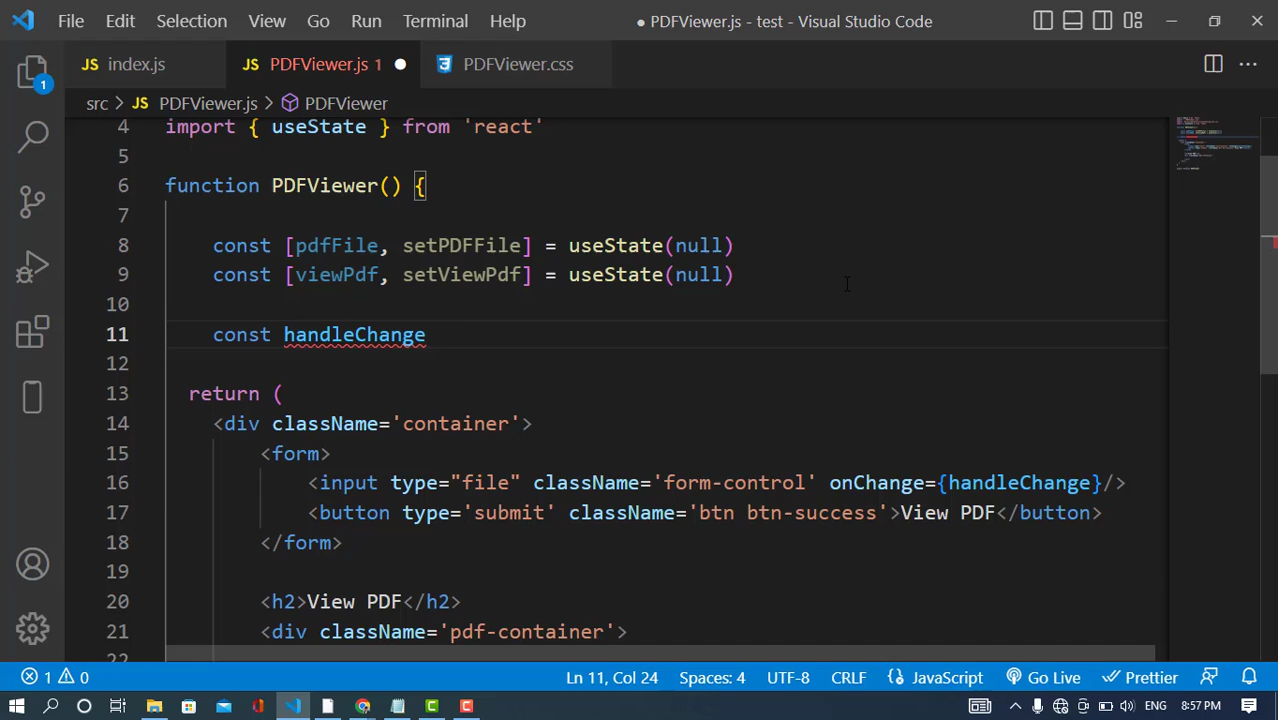 File Edit Selection View Go Run Terminal Help ● PDFViewer.js - test - Visual Studio Code
JS index.js JS PDFViewer.js 1 ● PDFViewer.css
src > JS PDFViewer.js > PDFViewer
1
4 import { useState } from 'react'
5
6 function PDFViewer() {
7
8 const [pdfFile, setPDFFile] = useState(null)
9 const [viewPdf, setViewPdf] = useState(null)
10
11 const handleChange
12
13 return (
14 <div className='container'>
15 <form>
16 <input type="file" className='form-control' onChange={handleChange}/>
17 <button type='submit' className='btn btn-success'>View PDF</button>
18 </form>
19
20 <h2>View PDF</h2>
21 <div className='pdf-container'>
22
1 0 Ln 11, Col 24 Spaces: 4 UTF-8 CRLF JavaScript Go Live Prettier
ENG 8:57 PM